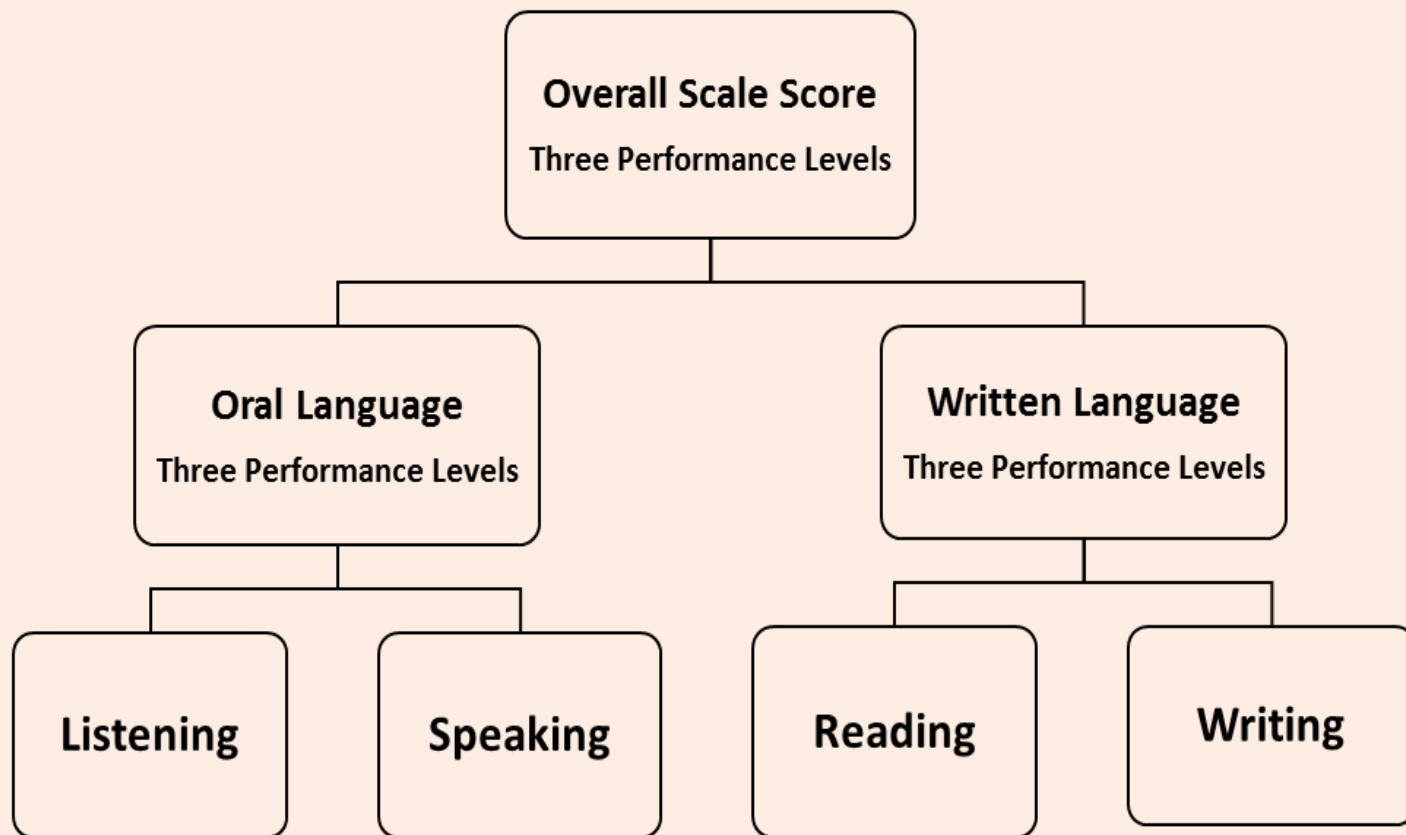 Overall Scale Score
Three Performance Levels
Oral Language
Three Performance Levels
Written Language
Three Performance Levels
Listening
Speaking
Reading
Writing